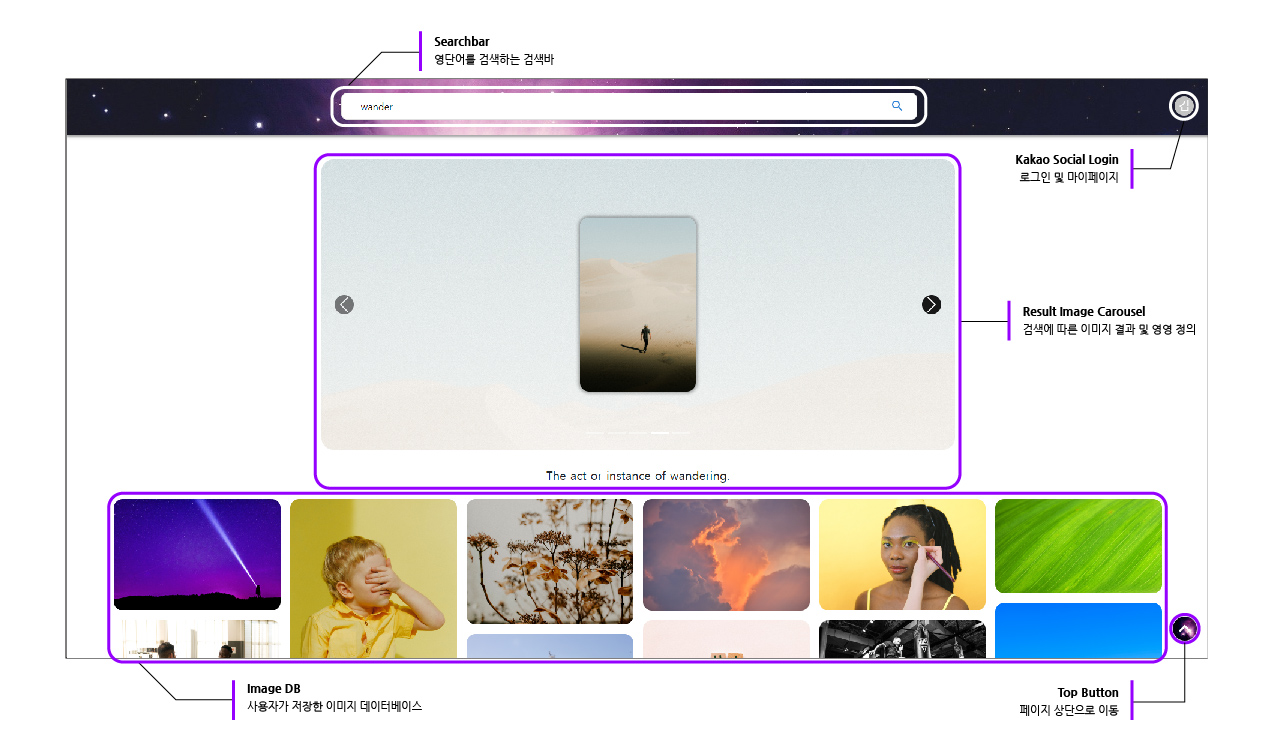 Searchbar
영단어를 검색하는 검색바
wander
김
Kakao Social Login
로그인 및 마이페이지
Result Image Carousel
검색에 따른 이미지 결과 및 영영 정의
The act or instance of wandering.
Image DB
사용자가 저장한 이미지 데이터베이스
Top Button
페이지 상단으로 이동